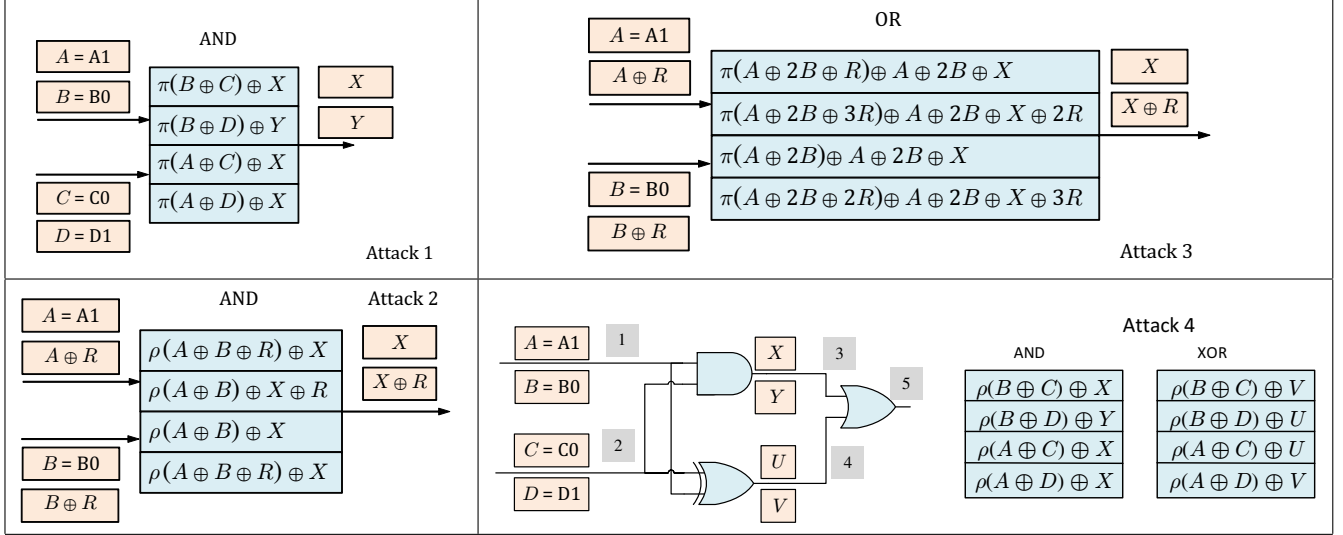 AND
A = A1
B = B0
π(B ⊕ C) ⊕ X
π(B ⊕ D) ⊕ Y
π(A ⊕ C) ⊕ X
π(A ⊕ D) ⊕ X
X
Y
C = C0
D = D1
Attack 1
OR
A = A1
A ⊕ R
π(A ⊕ 2B ⊕ R)⊕ A ⊕ 2B ⊕ X
π(A ⊕ 2B ⊕ 3R)⊕ A ⊕ 2B ⊕ X ⊕ 2R
π(A ⊕ 2B)⊕ A ⊕ 2B ⊕ X
π(A ⊕ 2B ⊕ 2R)⊕ A ⊕ 2B ⊕ X ⊕ 3R
X
X ⊕ R
B = B0
B ⊕ R
Attack 3
AND
Attack 2
A = A1
A ⊕ R
ρ(A ⊕ B ⊕ R) ⊕ X
ρ(A ⊕ B) ⊕ X ⊕ R
ρ(A ⊕ B) ⊕ X
ρ(A ⊕ B ⊕ R) ⊕ X
X
X ⊕ R
B = B0
B ⊕ R
A = A1
1
B = B0
C = C0
2
D = D1
X
3
Y
5
U
4
V
Attack 4
AND
ρ(B ⊕ C) ⊕ X
ρ(B ⊕ D) ⊕ Y
ρ(A ⊕ C) ⊕ X
ρ(A ⊕ D) ⊕ X
XOR
ρ(B ⊕ C) ⊕ V
ρ(B ⊕ D) ⊕ U
ρ(A ⊕ C) ⊕ U
ρ(A ⊕ D) ⊕ V